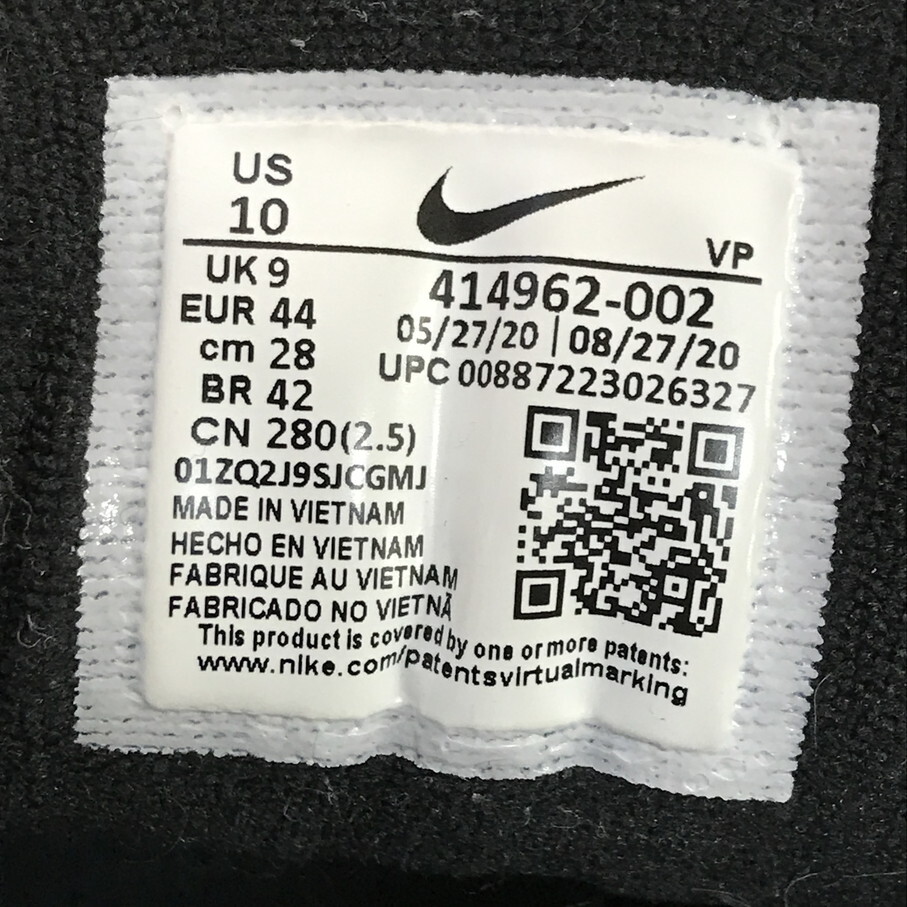 US
10
VP
UK 9
EUR 44
cm 28
BR 42
CN 280(2.5)
414962-002
05/27/20 | 08/27/20
UPC 00887223026327
01ZQ2J9SJCGMJ
MADE IN VIETNAM
HECHO EN VIETNAM
FABRIQUE AU VIETNAM
FABRICADO NO VIETNÃ
This product is covered by one or more patents:
www.nike.com/patentsvirtualmarking